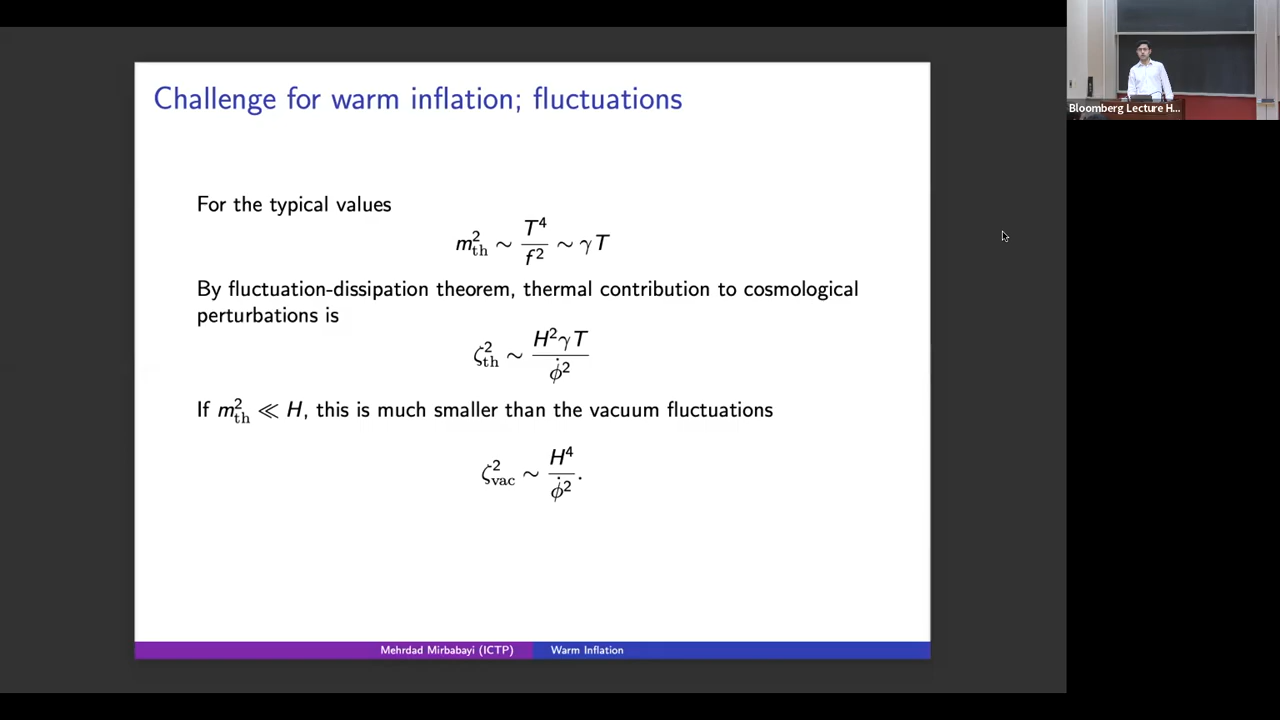 Challenge for warm inflation; fluctuations
For the typical values
m²_th ∼ T⁴/f² ∼ γT
By fluctuation-dissipation theorem, thermal contribution to cosmological
perturbations is
ζ²_th ∼ H²γT/ϕ̇²
If m²_th ≪ H, this is much smaller than the vacuum fluctuations
ζ²_vac ∼ H⁴/ϕ̇².
Mehrdad Mirbabayi (ICTP) Warm Inflation
Bloomberg Lecture H...